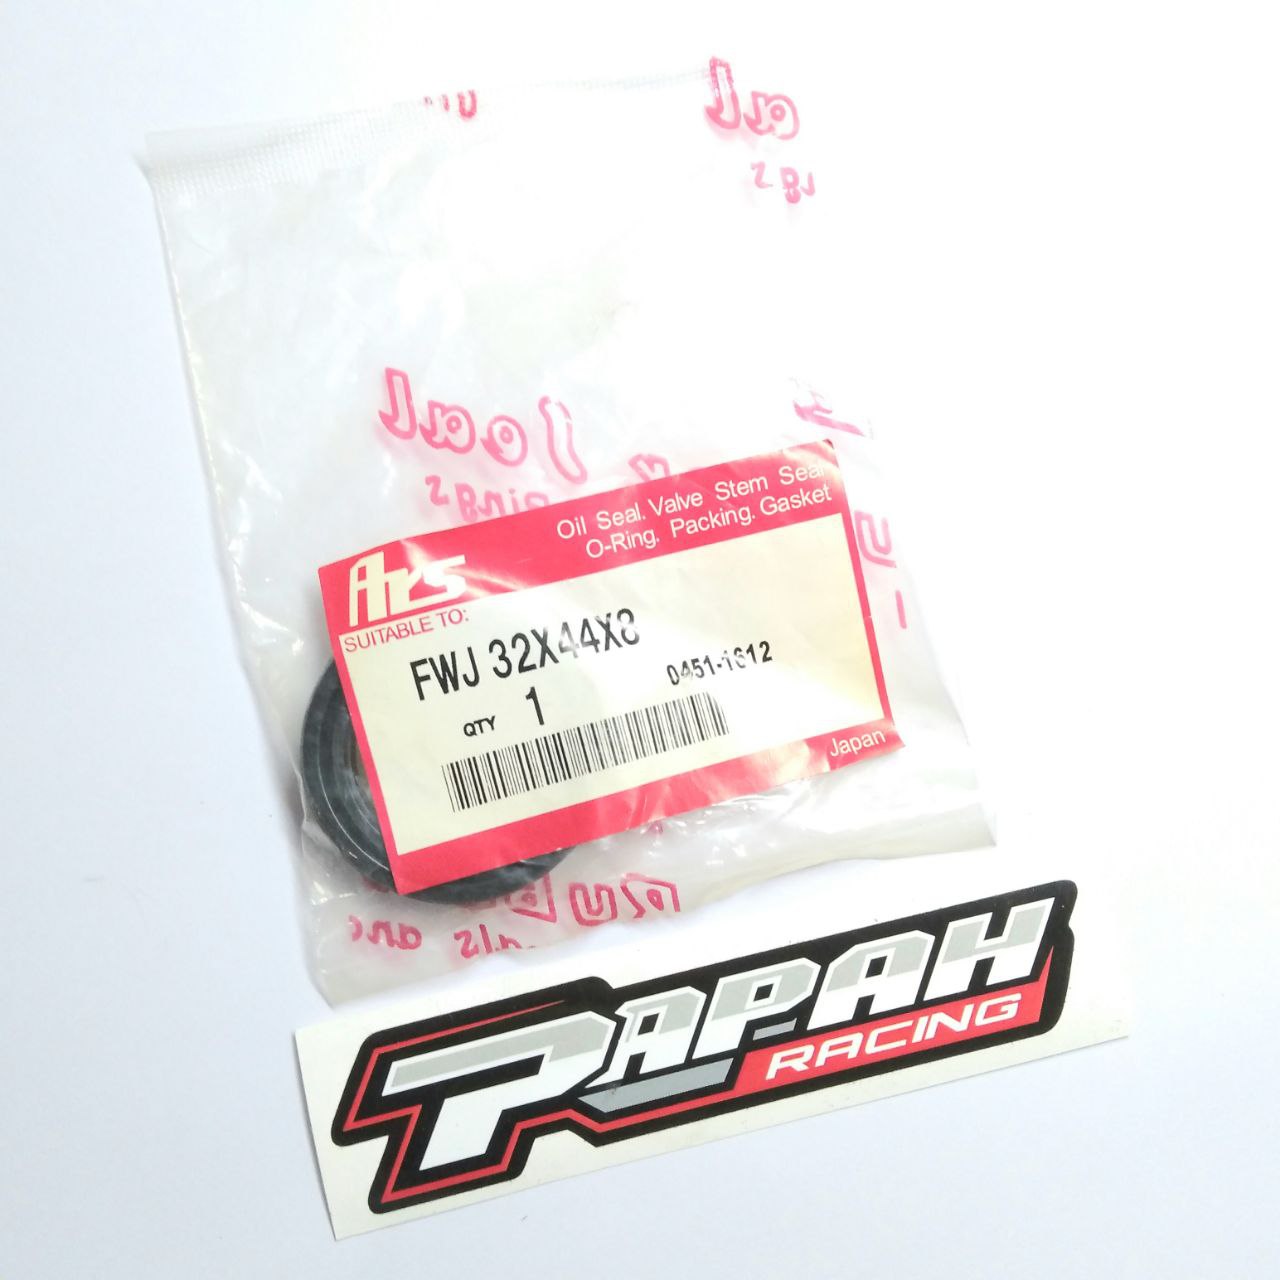 Oil Seal. Valve Stem Seal
O-Ring. Packing. Gasket
Ars
SUITABLE TO:
FWJ 32X44X8
0451-1612
QTY 1
Japan
PAPAH
RACING